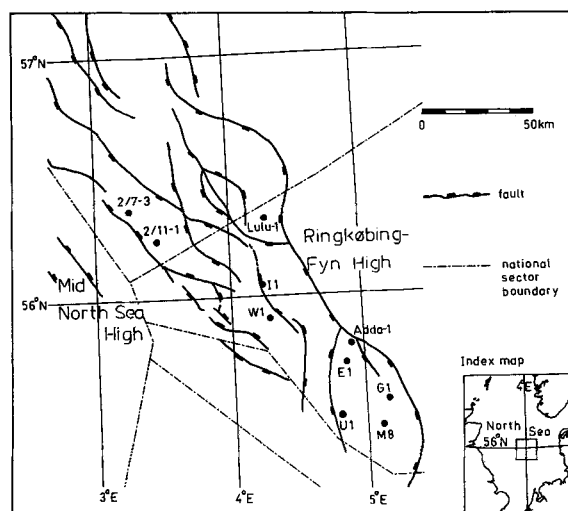 57°N
0 50km
fault
national
sector
boundary
2/7-3
2/11-1
Lulu-1
Ringkøbing-
Fyn High
Mid
North Sea
High
56°N
I1
W1
Adda-1
E1
G1
U1
M8
3°E
4°E
5°E
Index map
4°E
North Sea
56°N